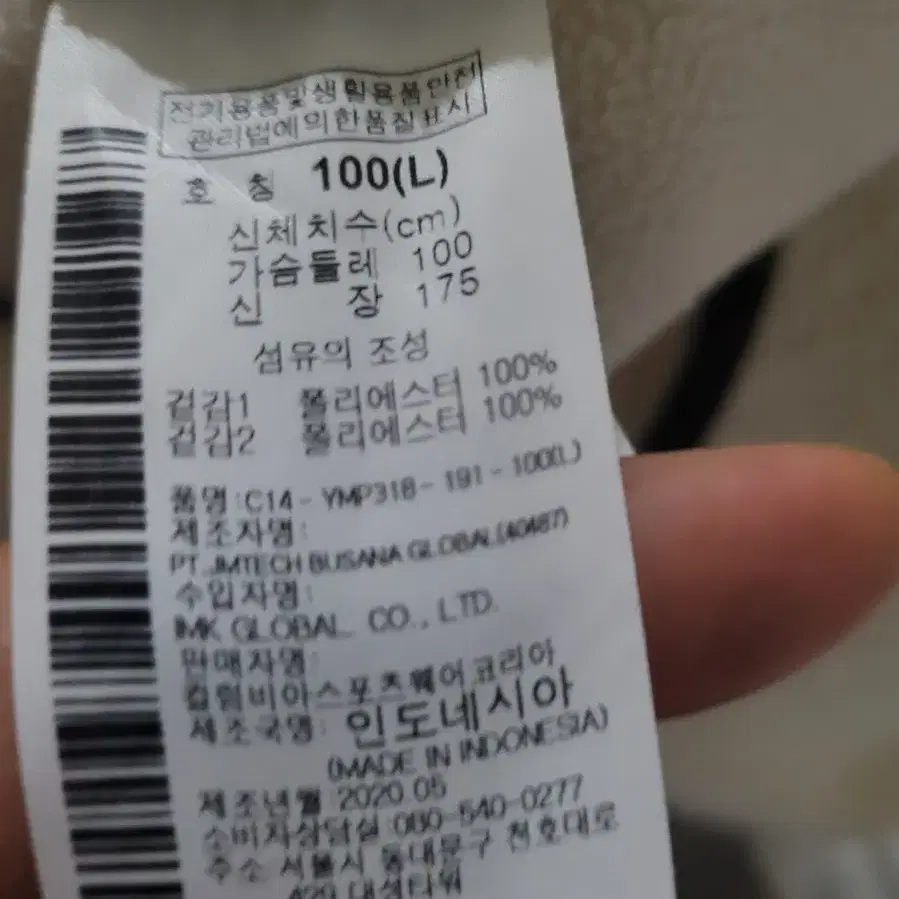 전기용품및생활용품안전
관리법에의한품질표시
호 칭 100(L)
신체치수(cm)
가슴둘레 100
신 장 175
섬유의 조성
겉감1 폴리에스터 100%
겉감2 폴리에스터 100%
품명:C14-YMP318-191-100(L)
제조자명:
PT.JMTECH BUSANA GLOBAL(40487)
수입자명:
IMK GLOBAL CO., LTD.
판매자명:
컬럼비아스포츠웨어코리아
제조국명: 인도네시아
(MADE IN INDONESIA)
제조년월:2020.05
소비자상담실:080-540-0277
주소:서울시 동대문구 천호대로
429 대성타워